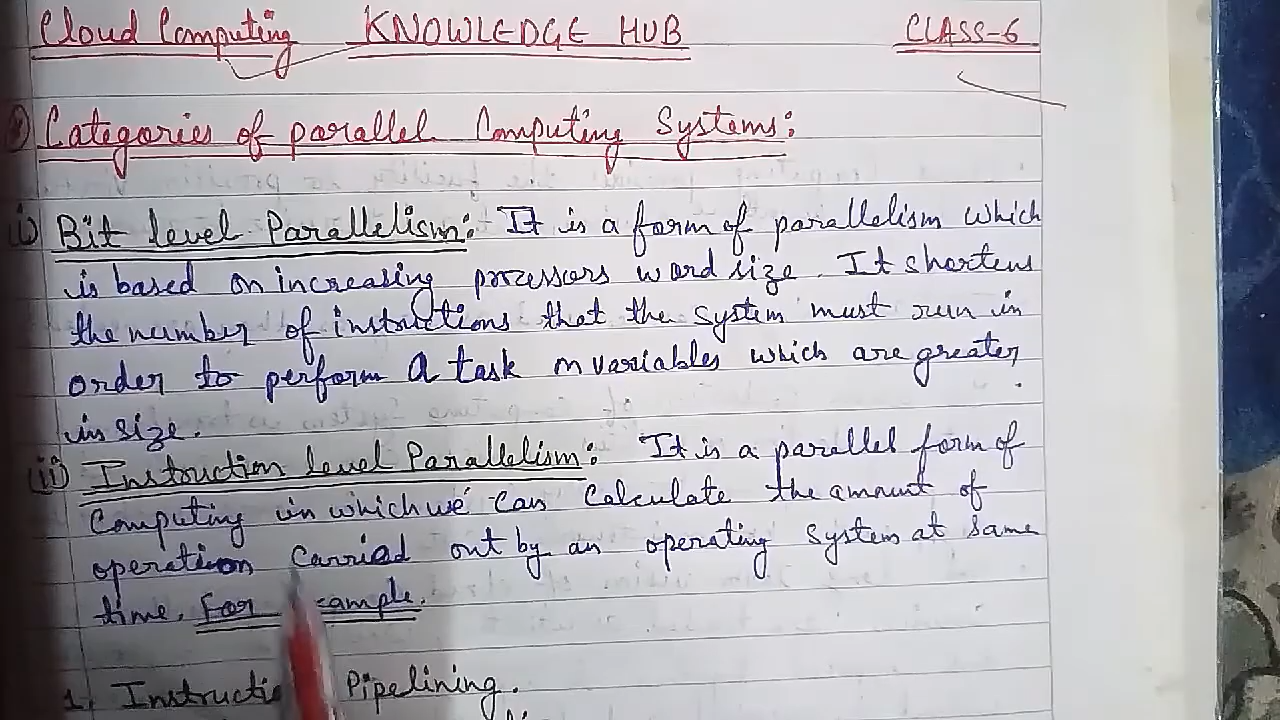 Cloud Computing KNOWLEDGE HUB CLASS-6
Categories of parallel Computing Systems:
i) Bit level Parallelism: It is a form of parallelism which
is based on increasing processors word size. It shortens
the number of instructions that the system must run in
order to perform a task on variables which are greater
in size.
(ii) Instruction level Parallelism: It is a parallel form of
Computing in which we can Calculate the amount of
operation Carried out by an operating System at same
time. For
1. Pipelining.